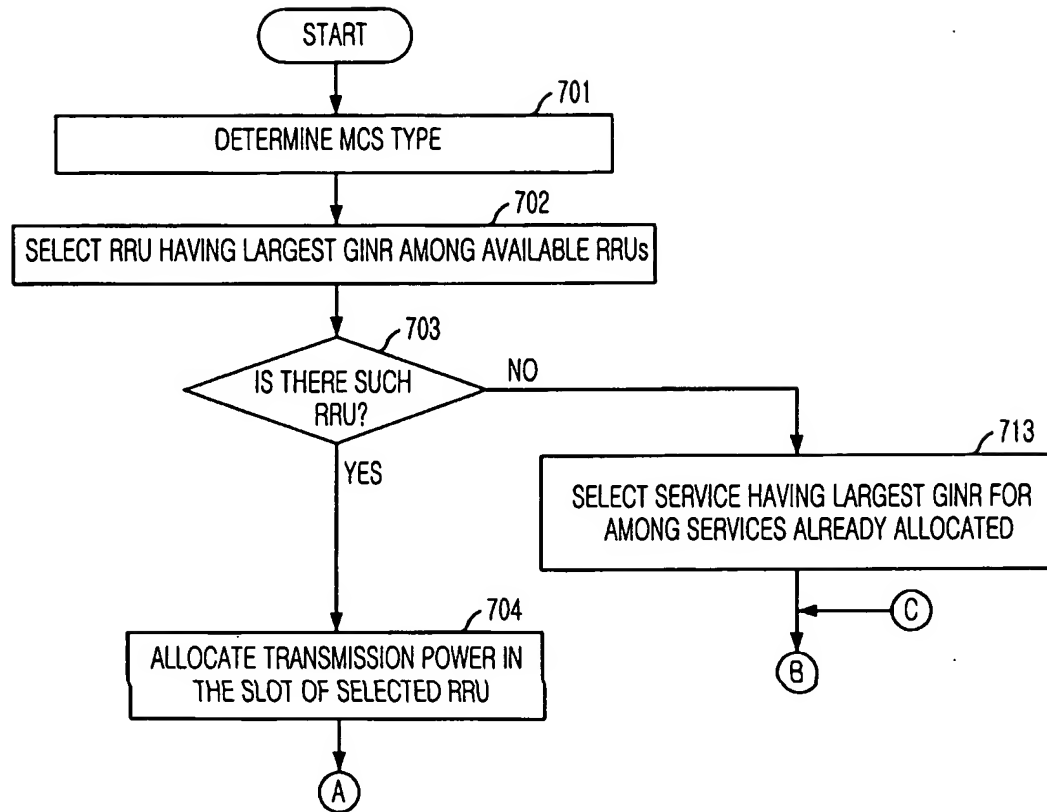 START
701
DETERMINE MCS TYPE
702
SELECT RRU HAVING LARGEST GINR AMONG AVAILABLE RRUs
703
IS THERE SUCH
RRU?
NO
YES
713
SELECT SERVICE HAVING LARGEST GINR FOR
AMONG SERVICES ALREADY ALLOCATED
C
B
704
ALLOCATE TRANSMISSION POWER IN
THE SLOT OF SELECTED RRU
A